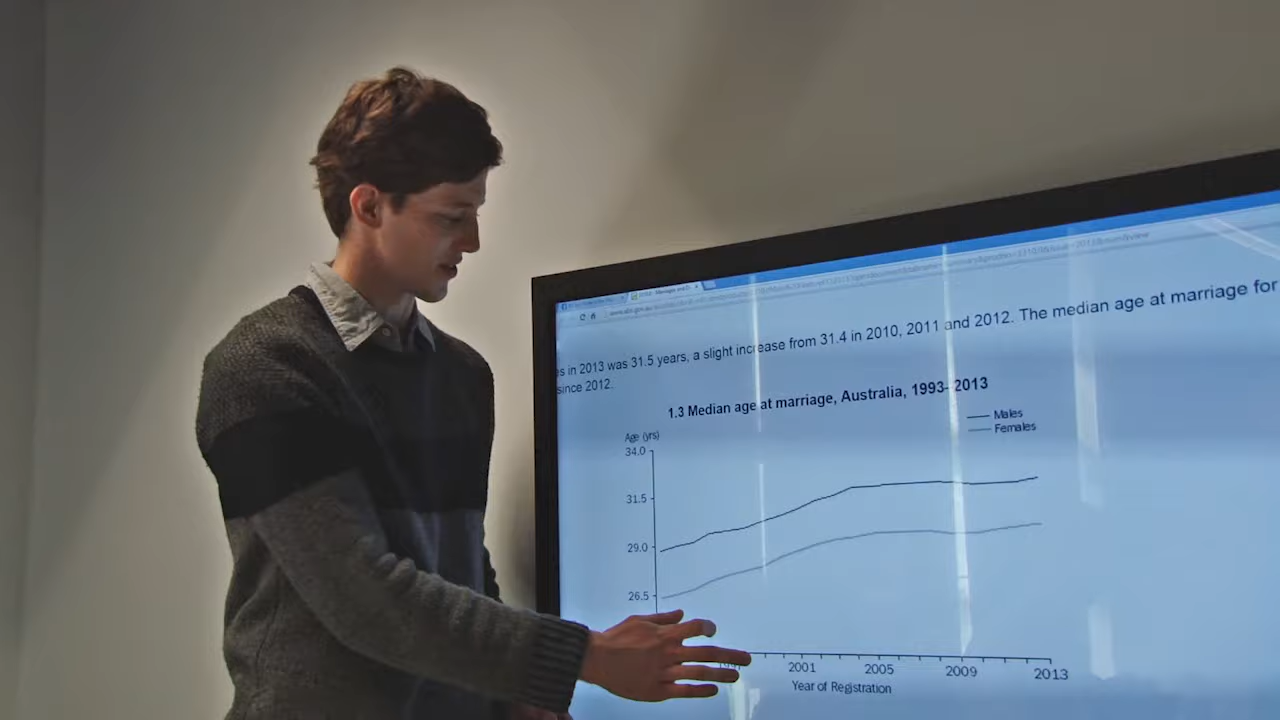 es in 2013 was 31.5 years, a slight increase from 31.4 in 2010, 2011 and 2012. The median age at marriage for
since 2012.
1.3 Median age at marriage, Australia, 1993–2013
Males
Females
Age (yrs)
34.0
31.5
29.0
26.5
2001
2005
2009
2013
Year of Registration